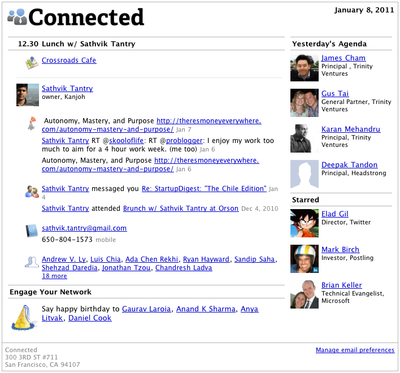 Connected
January 8, 2011
12.30 Lunch w/ Sathvik Tantry
Crossroads Cafe
Sathvik Tantry
owner, Kanjoh
Autonomy, Mastery, and Purpose http://theresmoneyeverywhere.
com/autonomy-mastery-and-purpose/ Jan 7
Sathvik Tantry RT @skooloflife: RT @problogger: I enjoy my work too
much to aim for a 4 hour work week. (me too) Jan 6
Autonomy, Mastery, and Purpose http://theresmoneyeverywhere.
com/autonomy-mastery-and-purpose/ Jan 6
Sathvik Tantry messaged you Re: StartupDigest: "The Chile Edition" Jan
4
Sathvik Tantry attended Brunch w/ Sathvik Tantry at Orson Dec 4, 2010
sathvik.tantry@gmail.com
650-804-1573 mobile
Andrew V. Ly, Luis Chia, Ada Chen Rekhi, Ryan Hayward, Sandip Saha,
Shehzad Daredia, Jonathan Tzou, Chandresh Ladva
18 more
Engage Your Network
Say happy birthday to Gaurav Laroia, Anand K Sharma, Anya
Litvak, Daniel Cook
Yesterday's Agenda
James Cham
Principal , Trinity
Ventures
Gus Tai
General Partner, Trinity
Ventures
Karan Mehandru
Principal, Trinity
Ventures
Deepak Tandon
Principal, Headstrong
Starred
Elad Gil
Director, Twitter
Mark Birch
Investor, Postling
Brian Keller
Technical Evangelist,
Microsoft
Connected
300 3RD ST #711
San Francisco, CA 94107
Manage email preferences